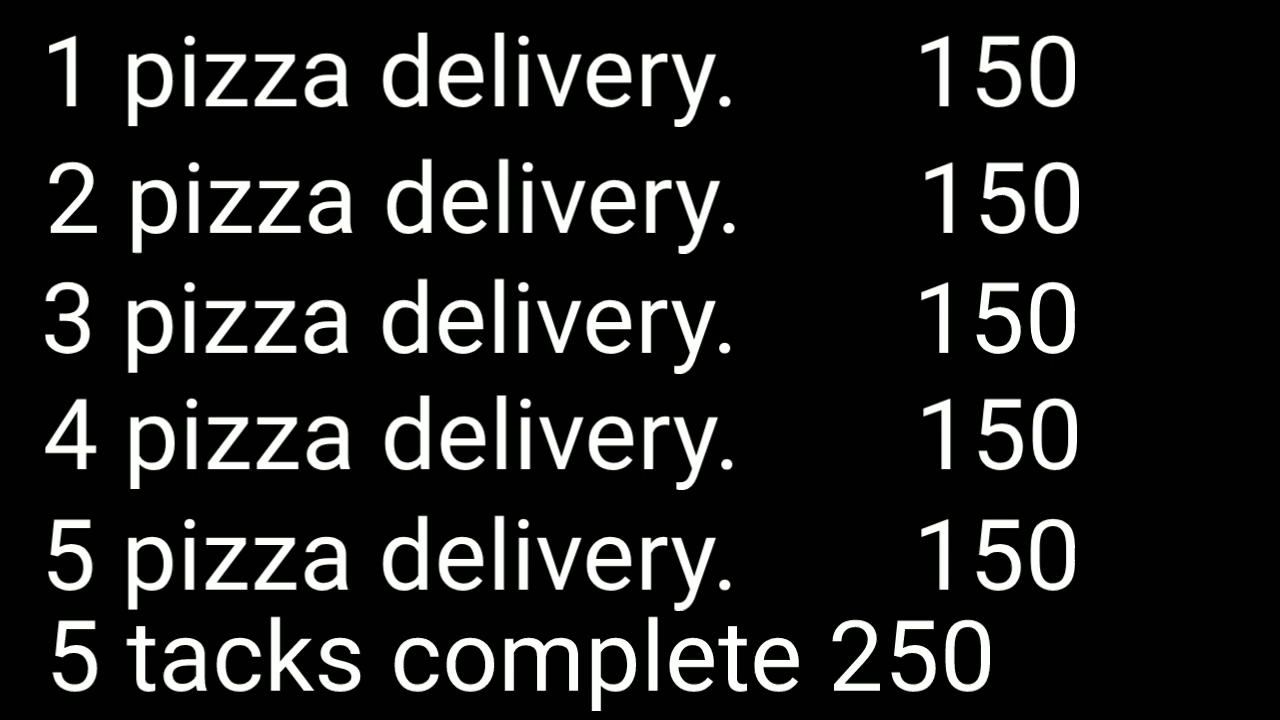 1 pizza delivery. 150
2 pizza delivery. 150
3 pizza delivery. 150
4 pizza delivery. 150
5 pizza delivery. 150
5 tacks complete 250